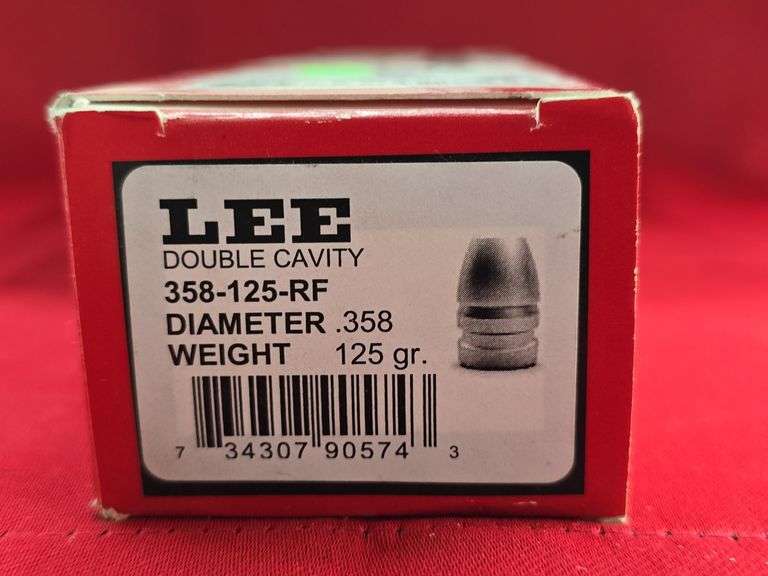 LEE
DOUBLE CAVITY
358-125-RF
DIAMETER .358
WEIGHT 125 gr.
7 34307 90574 3